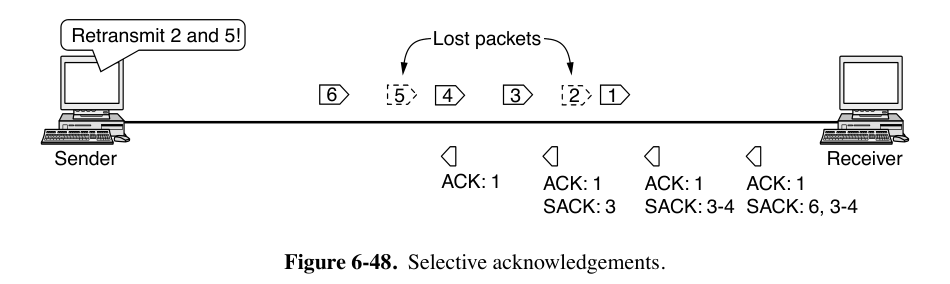 Retransmit 2 and 5!
Lost packets
6 5 4 3 2 1
Sender
Receiver
ACK: 1
ACK: 1
SACK: 3
ACK: 1
SACK: 3-4
ACK: 1
SACK: 6, 3-4
Figure 6-48. Selective acknowledgements.